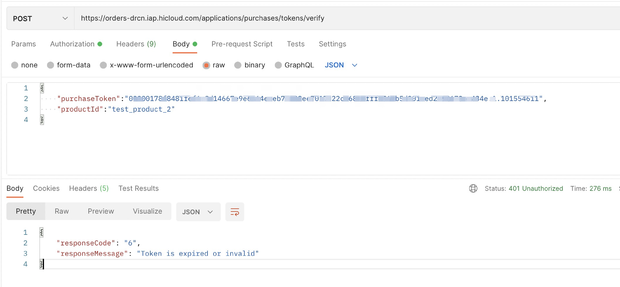 POST https://orders-drcn.iap.hicloud.com/applications/purchases/tokens/verify
Params Authorization Headers (9) Body Pre-request Script Tests Settings
none form-data x-www-form-urlencoded raw binary GraphQL JSON
1 {
2 "purchaseToken":
3 "productId":"test_product_2"
4 }
Body Cookies Headers (5) Test Results Status: 401 Unauthorized Time: 276 ms
Pretty Raw Preview Visualize JSON
1 {
2 "responseCode": "6",
3 "responseMessage": "Token is expired or invalid"
4 }